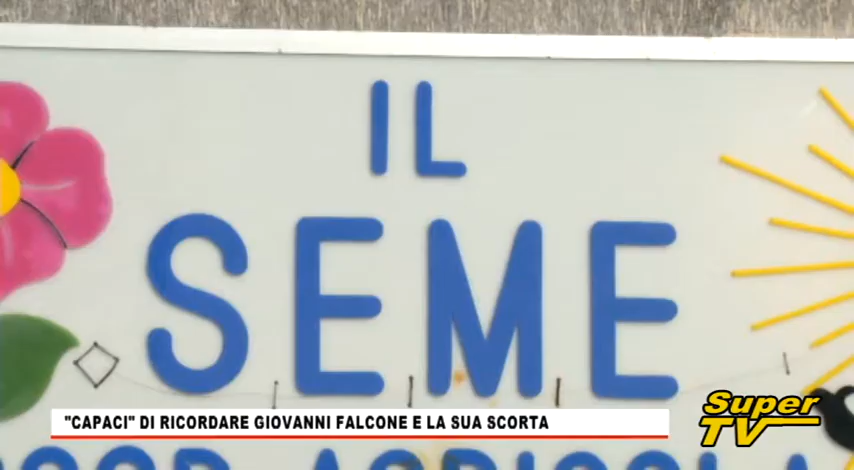 IL
SEME
"CAPACI" DI RICORDARE GIOVANNI FALCONE E LA SUA SCORTA
Super
TV